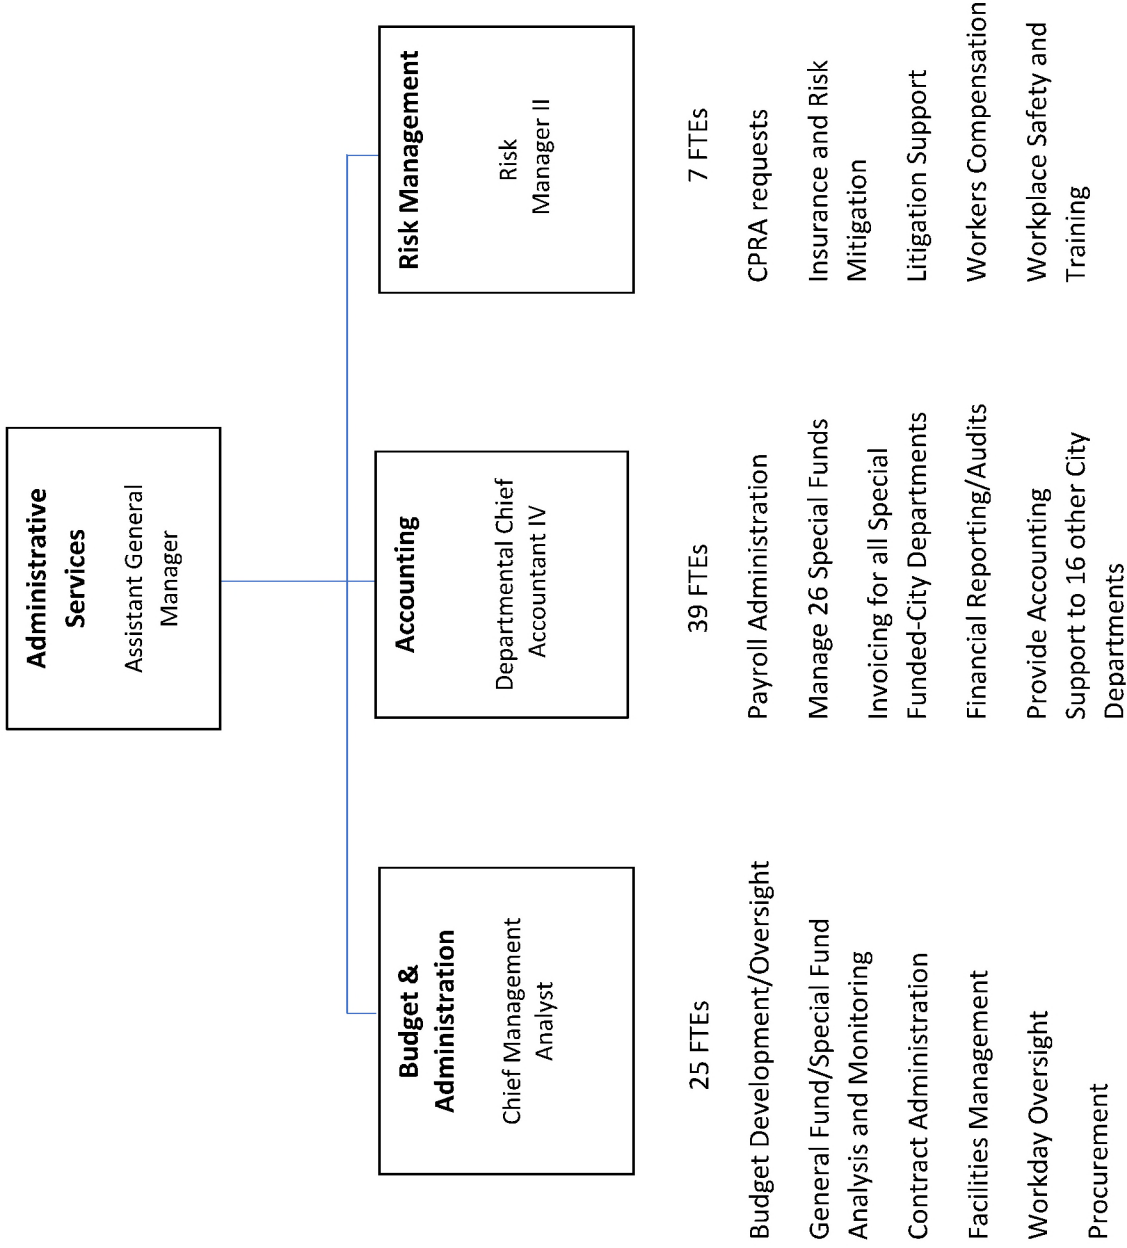 Administrative
Services
Assistant General
Manager
Budget &
Administration
Chief Management
Analyst
25 FTEs
Budget Development/Oversight
General Fund/Special Fund
Analysis and Monitoring
Contract Administration
Facilities Management
Workday Oversight
Procurement
Accounting
Departmental Chief
Accountant IV
39 FTEs
Payroll Administration
Manage 26 Special Funds
Invoicing for all Special
Funded-City Departments
Financial Reporting/Audits
Provide Accounting
Support to 16 other City
Departments
Risk Management
Risk
Manager II
7 FTEs
CPRA requests
Insurance and Risk
Mitigation
Litigation Support
Workers Compensation
Workplace Safety and
Training